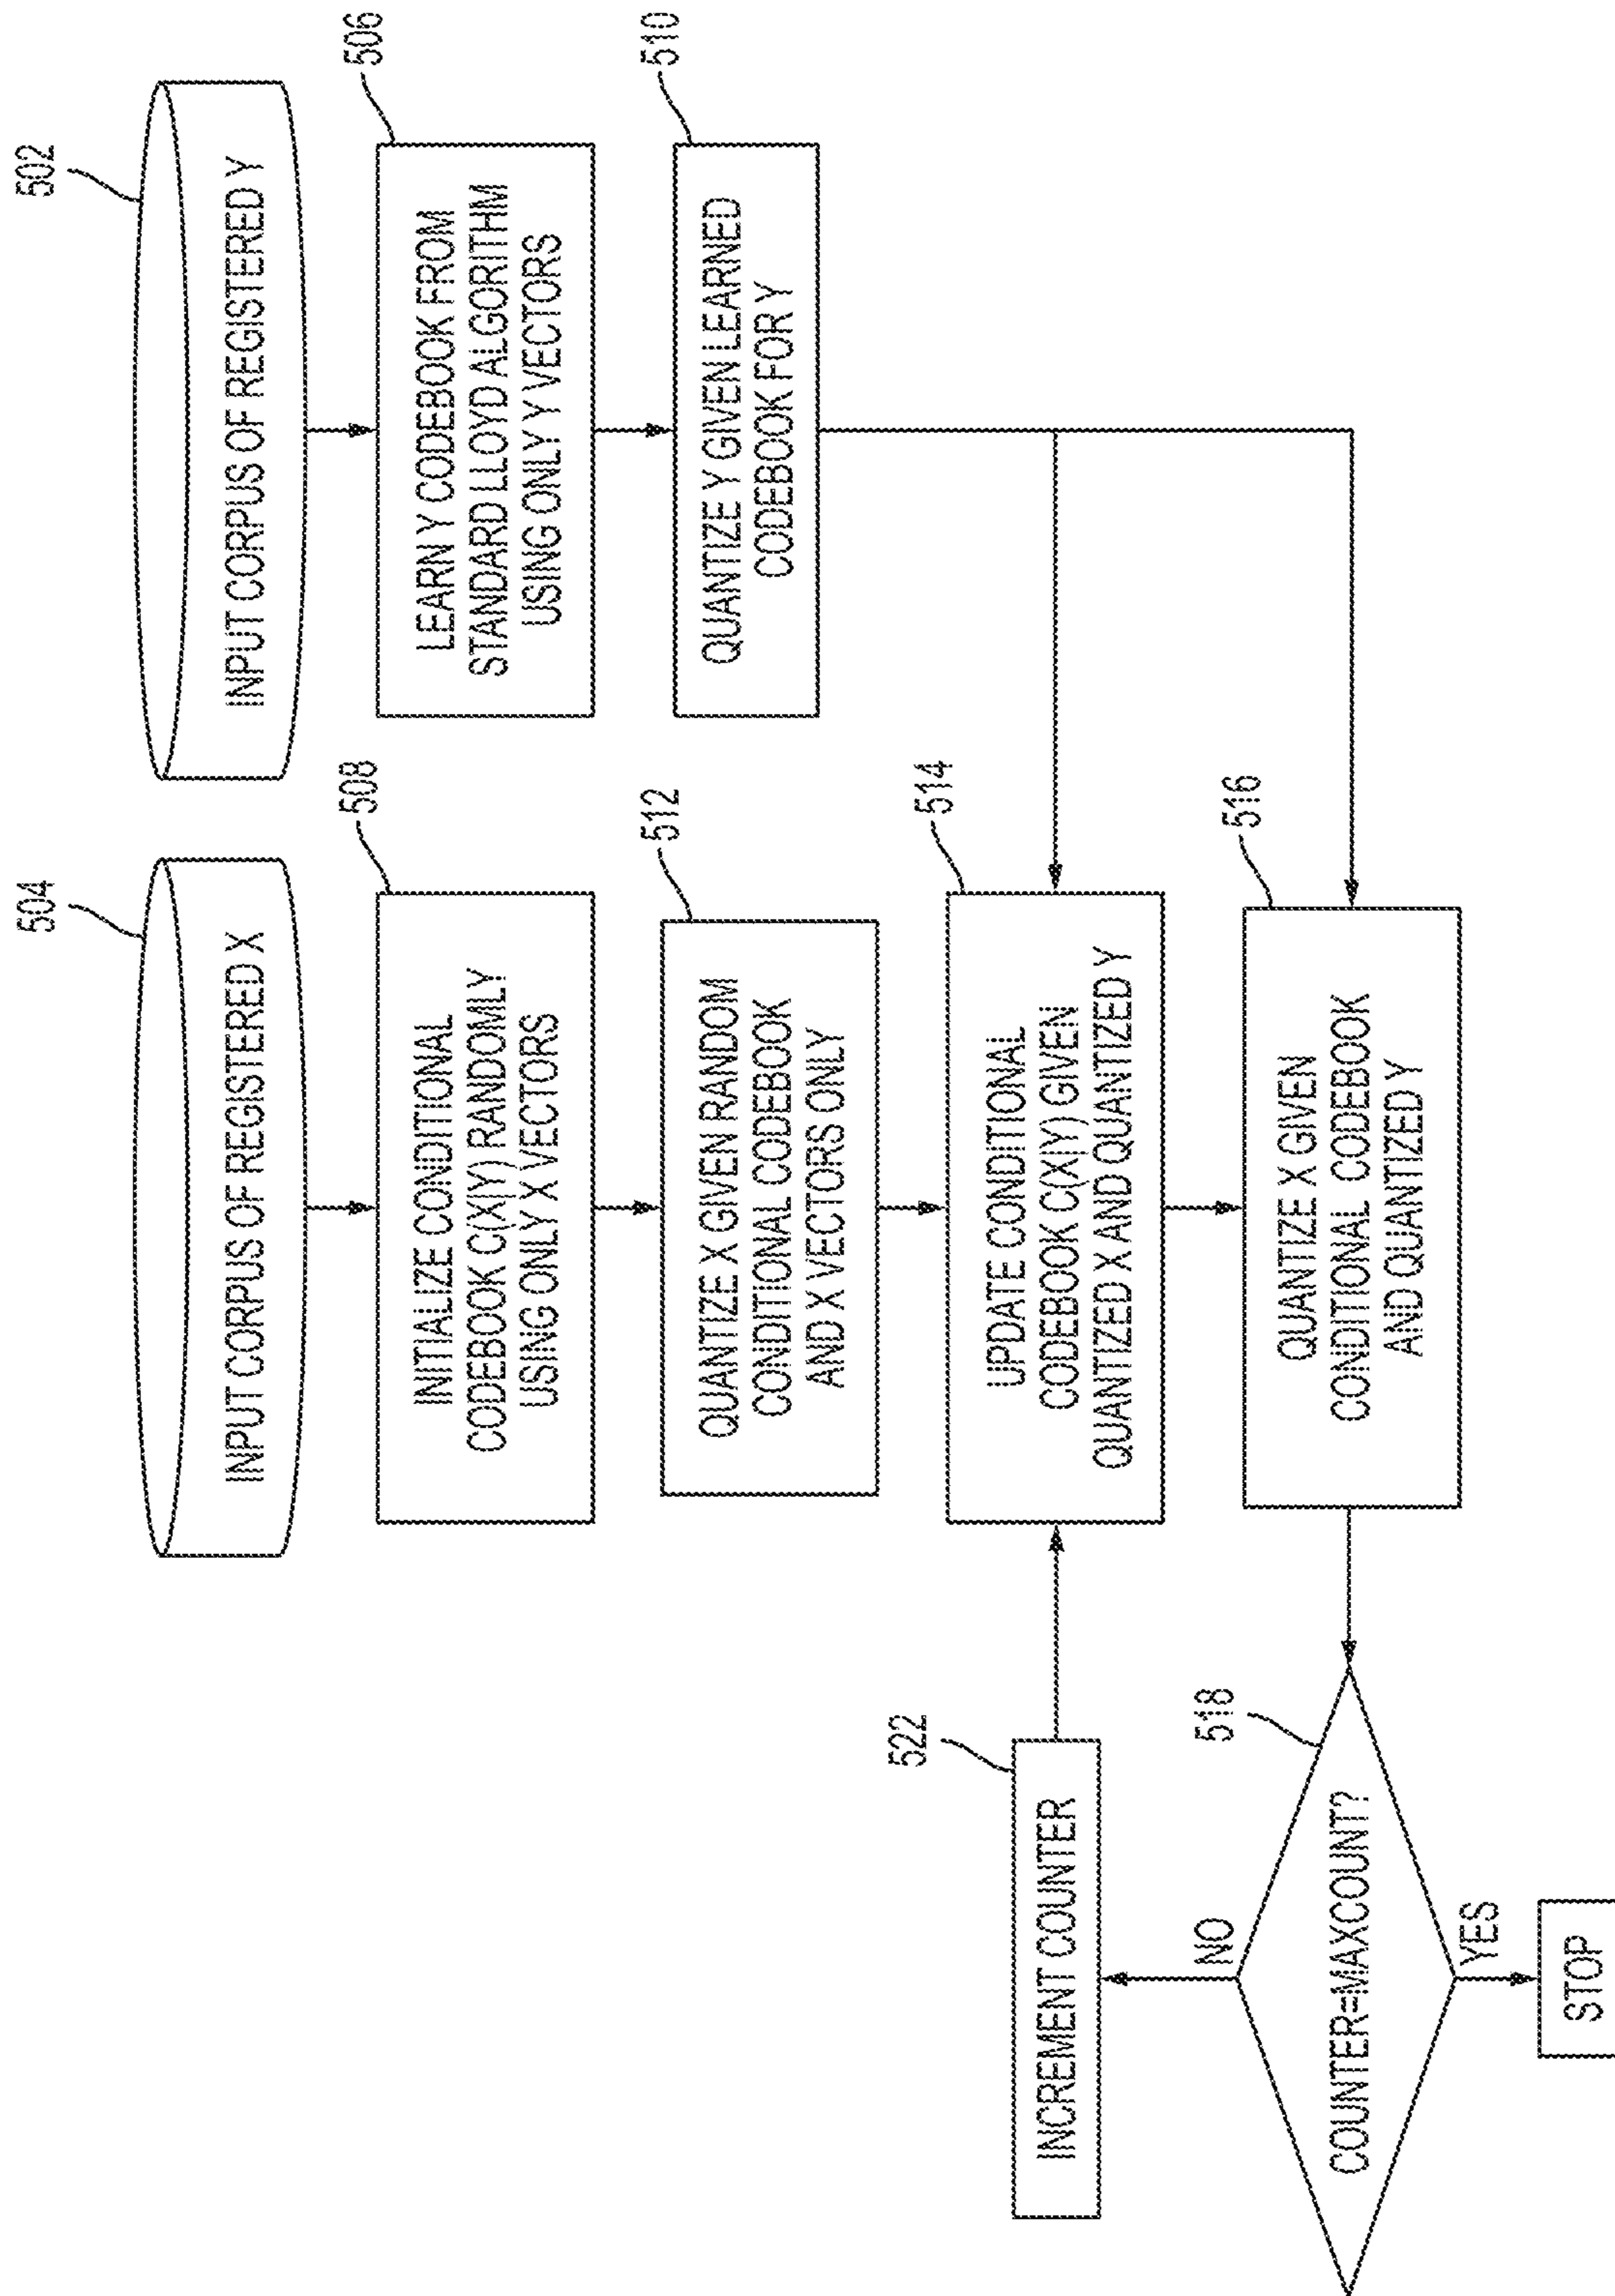 504
INPUT CORPUS OF REGISTERED X
502
INPUT CORPUS OF REGISTERED Y
508
INITIALIZE CONDITIONAL
CODEBOOK C(X|Y) RANDOMLY
USING ONLY X VECTORS
506
LEARN Y CODEBOOK FROM
STANDARD LLOYD ALGORITHM
USING ONLY Y VECTORS
512
QUANTIZE X GIVEN RANDOM
CONDITIONAL CODEBOOK
AND X VECTORS ONLY
510
QUANTIZE Y GIVEN LEARNED
CODEBOOK FOR Y
522
INCREMENT COUNTER
514
UPDATE CONDITIONAL
CODEBOOK C(X|Y) GIVEN
QUANTIZED X AND QUANTIZED Y
516
QUANTIZE X GIVEN
CONDITIONAL CODEBOOK
AND QUANTIZED Y
518
NO
COUNTER=MAXCOUNT?
YES
STOP